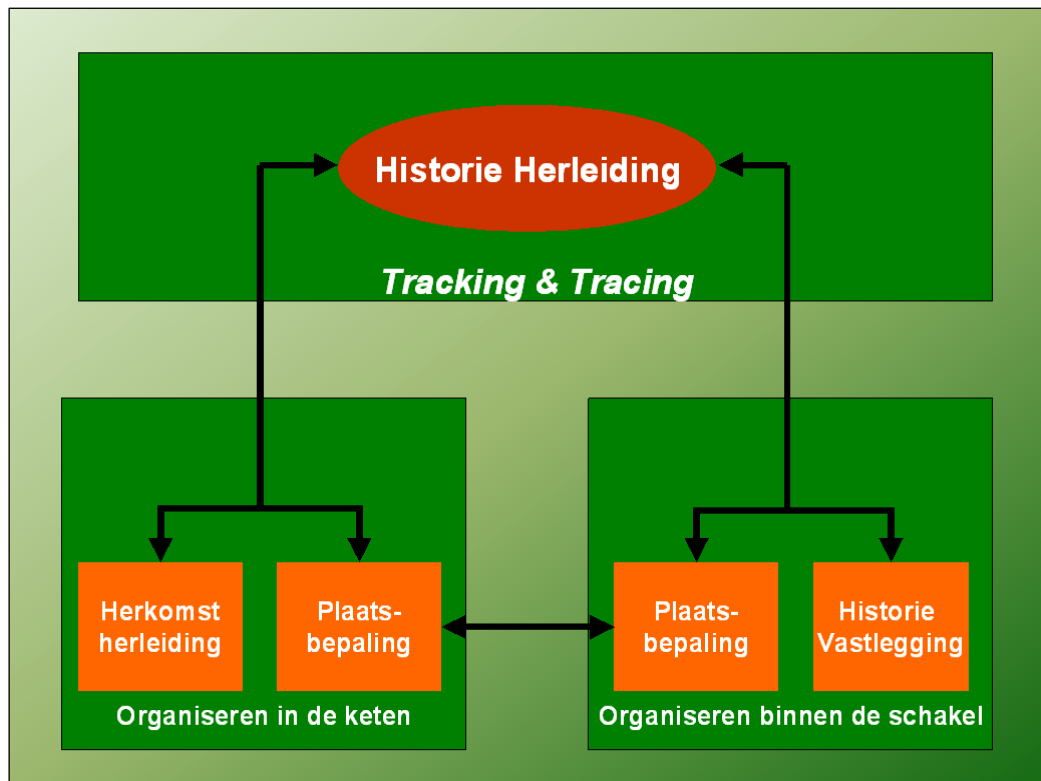 Historie Herleiding
Tracking & Tracing
Herkomst
herleiding
Plaats-
bepaling
Organiseren in de keten
Plaats-
bepaling
Historie
Vastlegging
Organiseren binnen de schakel